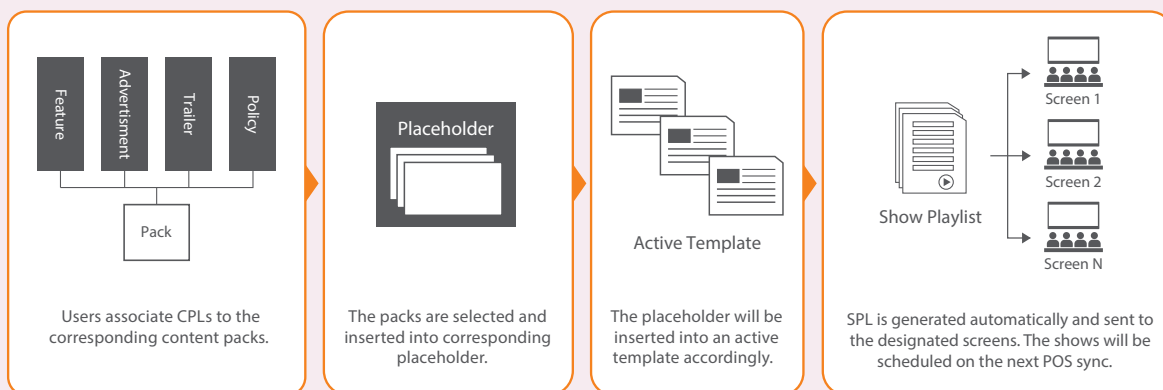 Feature
Advertisment
Trailer
Policy
Pack
Users associate CPLs to the
corresponding content packs.
Placeholder
The packs are selected and
inserted into corresponding
placeholder.
Active Template
The placeholder will be
inserted into an active
template accordingly.
Show Playlist
Screen 1
Screen 2
Screen N
SPL is generated automatically and sent to
the designated screens. The shows will be
scheduled on the next POS sync.